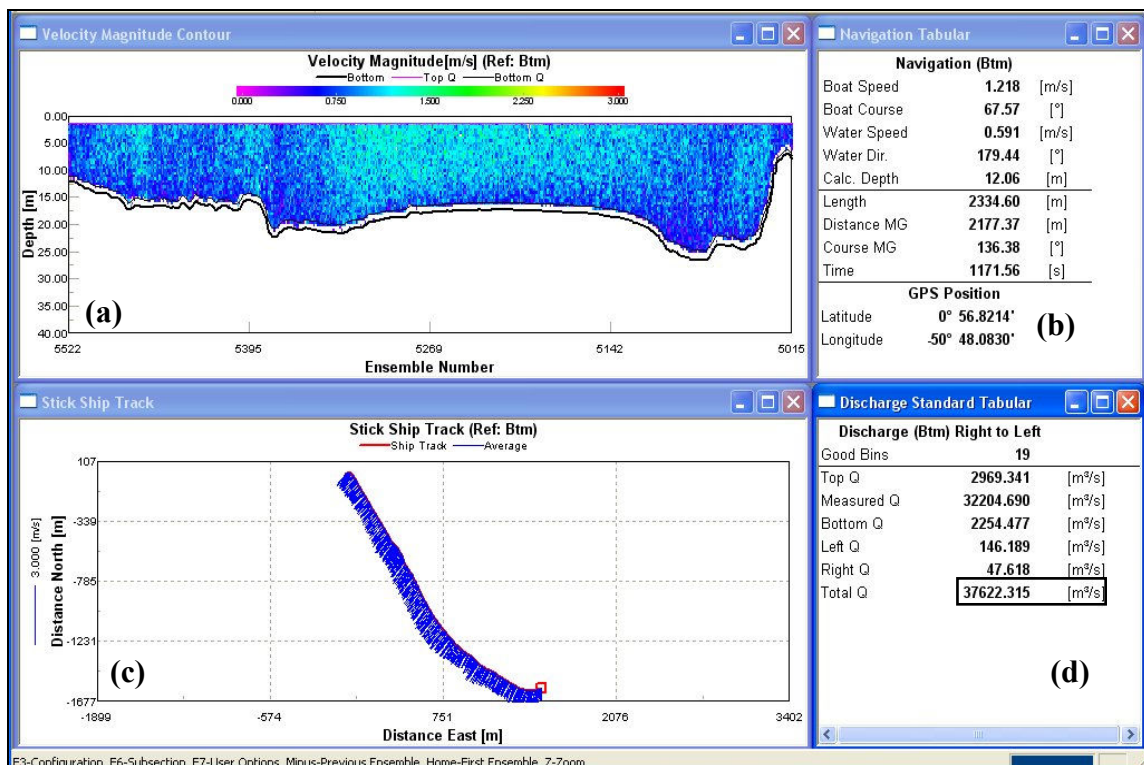 Velocity Magnitude Contour
Velocity Magnitude[m/s] (Ref: Btm)
Bottom Top Q Bottom Q
0.000 0.750 1.500 2.250 3.000
0.00
5.00
10.00
15.00
20.00
25.00
30.00
35.00
40.00
Depth [m]
5522 5395 5269 5142 5015
Ensemble Number
(a)
Navigation Tabular
Navigation (Btm)
Boat Speed 1.218 [m/s]
Boat Course 67.57 [°]
Water Speed 0.591 [m/s]
Water Dir. 179.44 [°]
Calc. Depth 12.06 [m]
Length 2334.60 [m]
Distance MG 2177.37 [m]
Course MG 136.38 [°]
Time 1171.56 [s]
GPS Position
Latitude 0° 56.8214'
Longitude -50° 48.0830'
(b)
Stick Ship Track
Stick Ship Track (Ref: Btm)
Ship Track Average
107
-339
-785
-1231
-1677
3.000 [m/s]
Distance North [m]
-1899 -574 751 2076 3402
Distance East [m]
(c)
Discharge Standard Tabular
Discharge (Btm) Right to Left
Good Bins 19
Top Q 2969.341 [m³/s]
Measured Q 32204.690 [m³/s]
Bottom Q 2254.477 [m³/s]
Left Q 146.189 [m³/s]
Right Q 47.618 [m³/s]
Total Q 37622.315 [m³/s]
(d)
F3-Configuration F6-Subsection F7-User Options Minus-Previous Ensemble Home-First Ensemble Z-Zoom